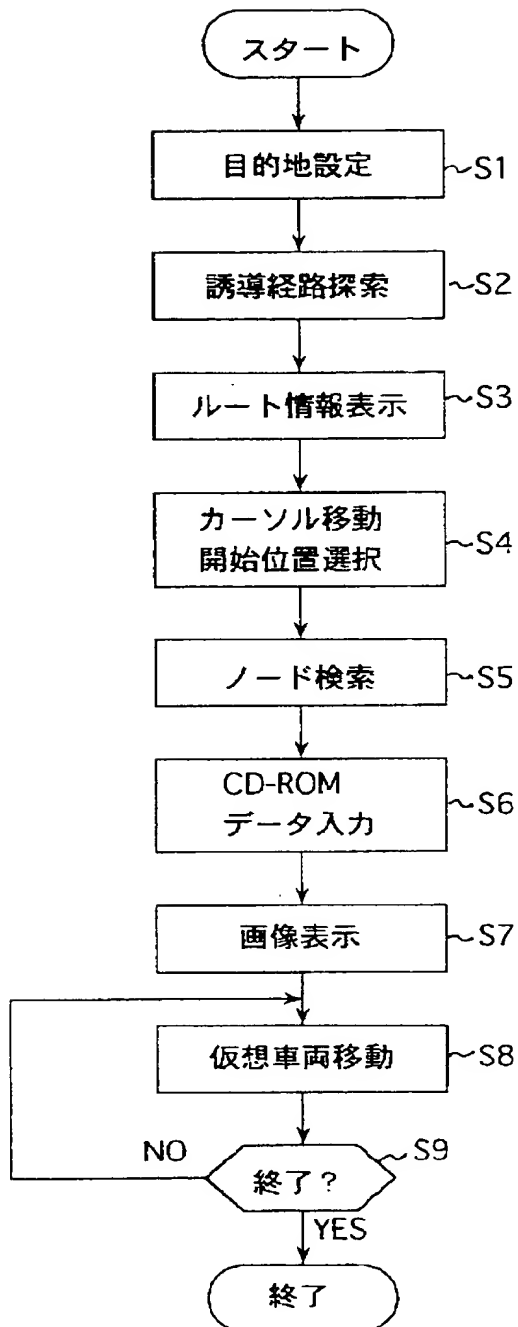 スタート
目的地設定 ~S1
誘導経路探索 ~S2
ルート情報表示 ~S3
カーソル移動
開始位置選択 ~S4
ノード検索 ~S5
CD-ROM
データ入力 ~S6
画像表示 ~S7
仮想車両移動 ~S8
NO
終了? ~S9
YES
終了